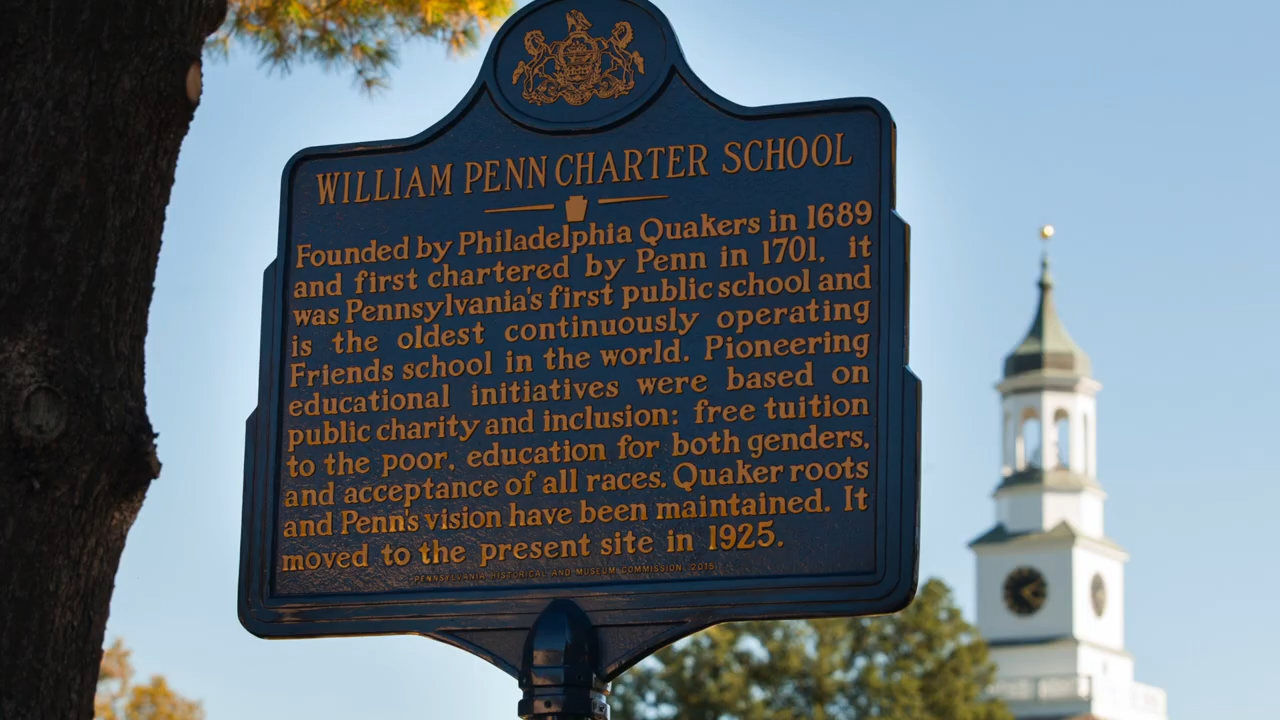 WILLIAM PENN CHARTER SCHOOL
Founded by Philadelphia Quakers in 1689
and first chartered by Penn in 1701, it
was Pennsylvania's first public school and
is the oldest continuously operating
Friends school in the world. Pioneering
educational initiatives were based on
public charity and inclusion: free tuition
to the poor, education for both genders,
and acceptance of all races. Quaker roots
and Penn's vision have been maintained. It
moved to the present site in 1925.
PENNSYLVANIA HISTORICAL AND MUSEUM COMMISSION, 2015